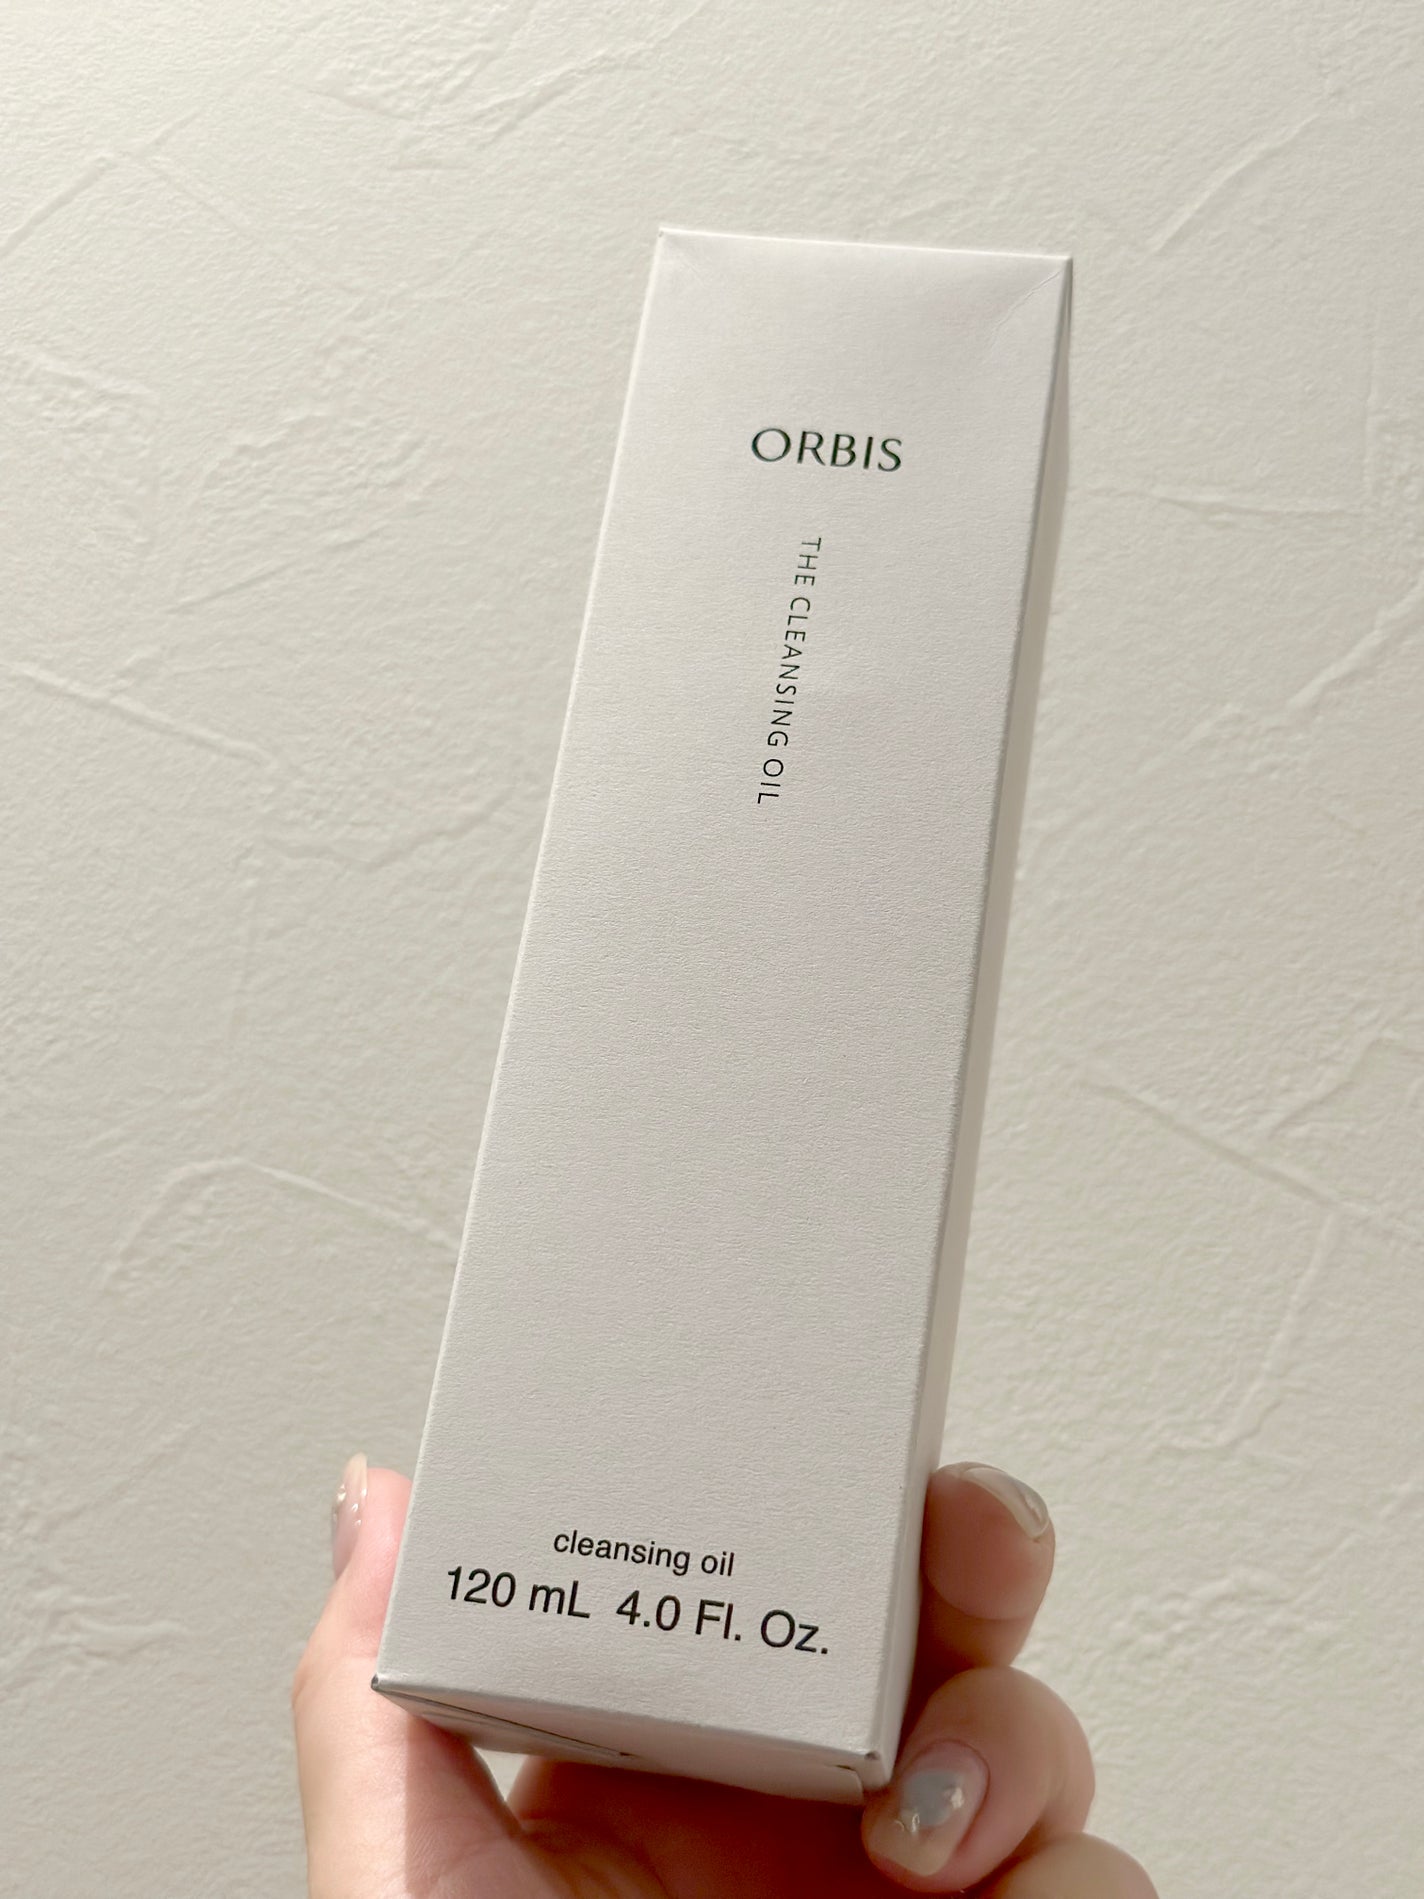 ORBIS
THE CLEANSING OIL
cleansing oil
120 mL 4.0 Fl. Oz.